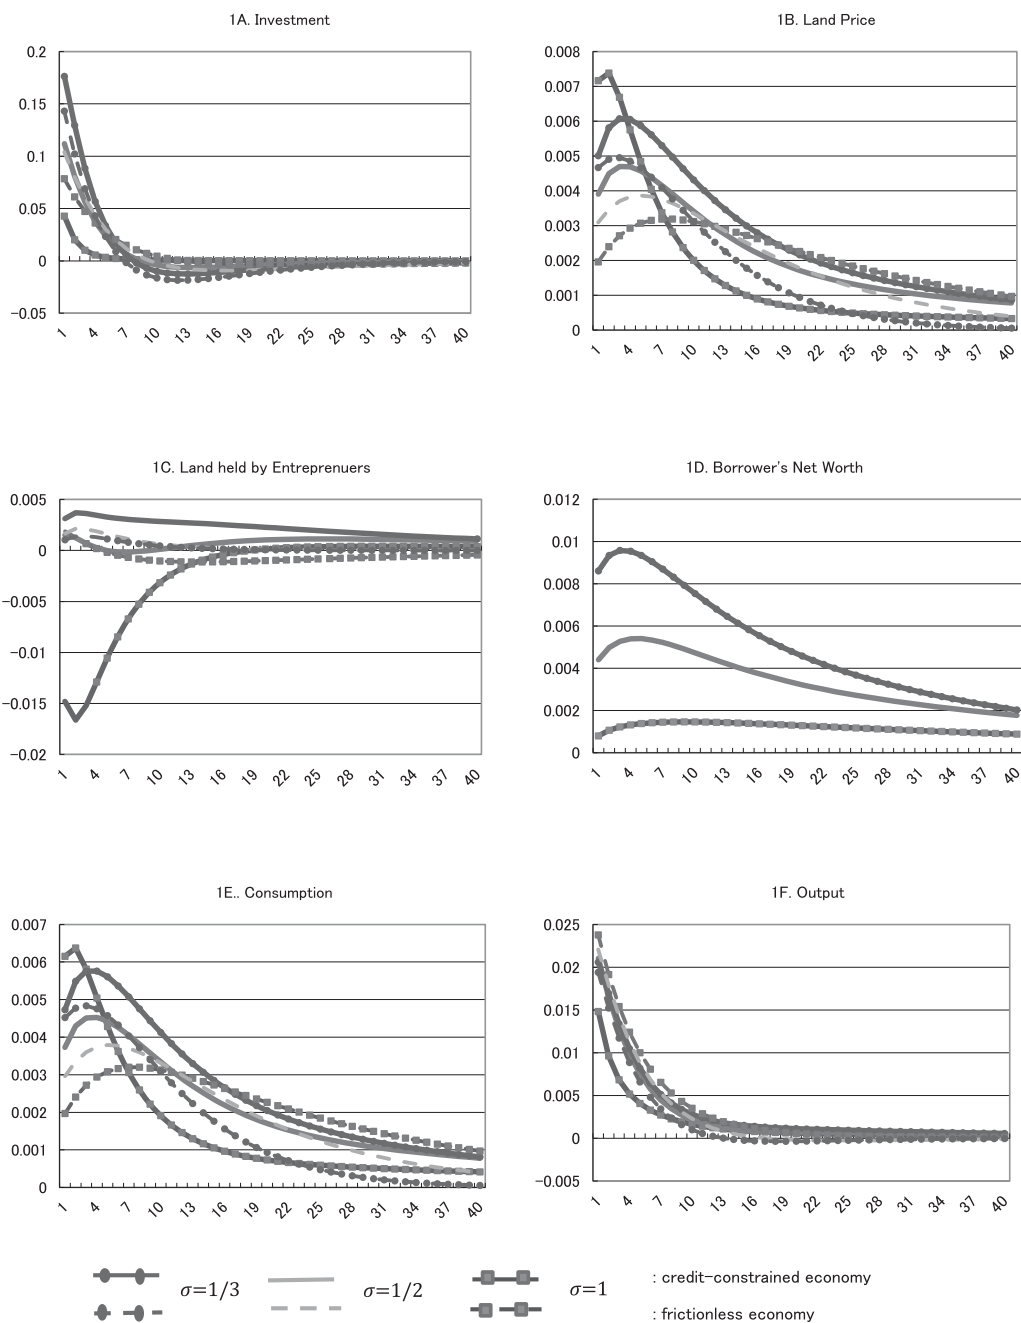 1A. Investment
0.2
0.15
0.1
0.05
0
−0.05
1 4 7 10 13 16 19 22 25 28 31 34 37 40
1B. Land Price
0.008
0.007
0.006
0.005
0.004
0.003
0.002
0.001
0
1 4 7 10 13 16 19 22 25 28 31 34 37 40
1C. Land held by Entreprenuers
0.005
0
−0.005
−0.01
−0.015
−0.02
1 4 7 10 13 16 19 22 25 28 31 34 37 40
1D. Borrower's Net Worth
0.012
0.01
0.008
0.006
0.004
0.002
0
1 4 7 10 13 16 19 22 25 28 31 34 37 40
1E.. Consumption
0.007
0.006
0.005
0.004
0.003
0.002
0.001
0
1 4 7 10 13 16 19 22 25 28 31 34 37 40
1F. Output
0.025
0.02
0.015
0.01
0.005
0
−0.005
1 4 7 10 13 16 19 22 25 28 31 34 37 40
σ=1/3 σ=1/2 σ=1
: credit−constrained economy
: frictionless economy